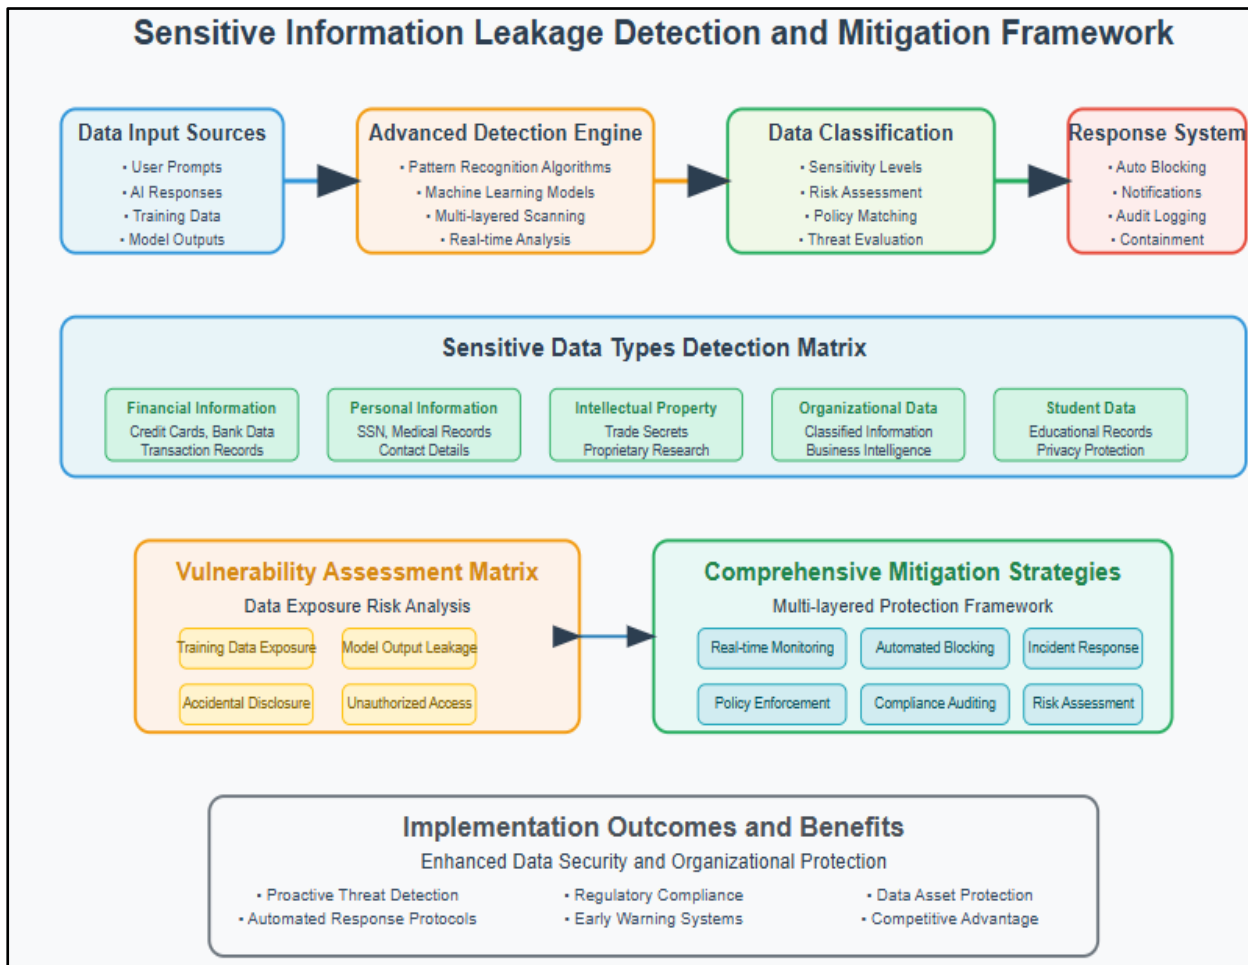 Sensitive Information Leakage Detection and Mitigation Framework
Data Input Sources
• User Prompts
• AI Responses
• Training Data
• Model Outputs
Advanced Detection Engine
• Pattern Recognition Algorithms
• Machine Learning Models
• Multi-layered Scanning
• Real-time Analysis
Data Classification
• Sensitivity Levels
• Risk Assessment
• Policy Matching
• Threat Evaluation
Response System
• Auto Blocking
• Notifications
• Audit Logging
• Containment
Sensitive Data Types Detection Matrix
Financial Information
Credit Cards, Bank Data
Transaction Records
Personal Information
SSN, Medical Records
Contact Details
Intellectual Property
Trade Secrets
Proprietary Research
Organizational Data
Classified Information
Business Intelligence
Student Data
Educational Records
Privacy Protection
Vulnerability Assessment Matrix
Data Exposure Risk Analysis
Training Data Exposure
Model Output Leakage
Accidental Disclosure
Unauthorized Access
Comprehensive Mitigation Strategies
Multi-layered Protection Framework
Real-time Monitoring
Automated Blocking
Incident Response
Policy Enforcement
Compliance Auditing
Risk Assessment
Implementation Outcomes and Benefits
Enhanced Data Security and Organizational Protection
• Proactive Threat Detection
• Automated Response Protocols
• Regulatory Compliance
• Early Warning Systems
• Data Asset Protection
• Competitive Advantage